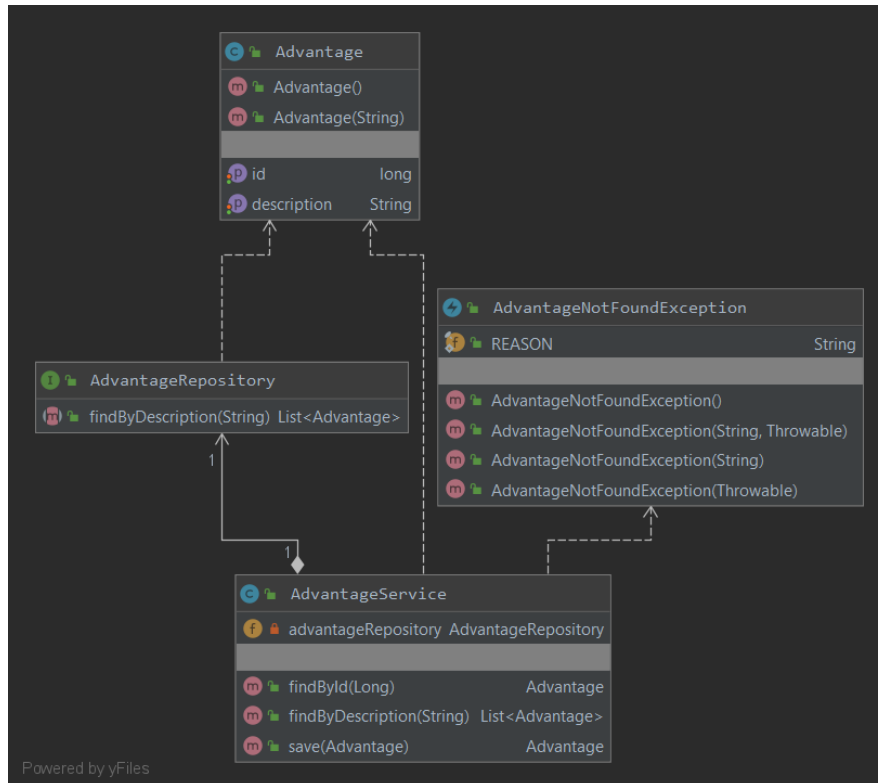 Advantage
Advantage()
Advantage(String)
id long
description String
AdvantageNotFoundException
REASON String
AdvantageNotFoundException()
AdvantageNotFoundException(String, Throwable)
AdvantageNotFoundException(String)
AdvantageNotFoundException(Throwable)
AdvantageRepository
findByDescription(String) List<Advantage>
1
1
AdvantageService
advantageRepository AdvantageRepository
findById(Long) Advantage
findByDescription(String) List<Advantage>
save(Advantage) Advantage
Powered by yFiles